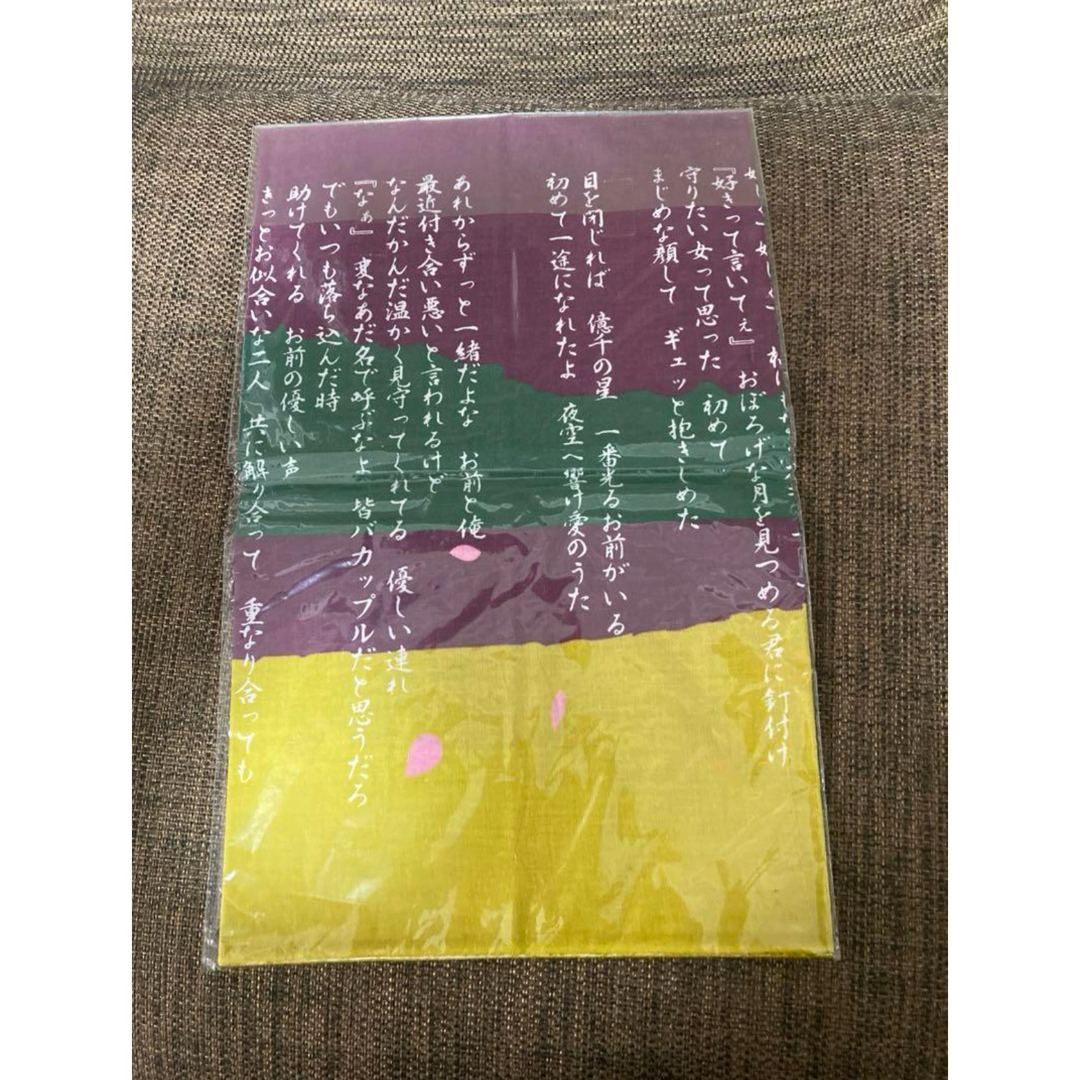 『好きって言いてぇ』 おぼろげな月を見つめる君に釘付け
守りたい女って思った 初めて
まじめな顔して ギュッと抱きしめた
目を閉じれば 億千の星 一番光るお前がいる
初めて一途になれたよ 夜空へ響け愛のうた
あれからずっと一緒だよな お前と俺
最近付き合い悪いと言われるけど
なんだかんだ温かく見守ってくれてる 優しい連れ
『なぁ』 変なあだ名で呼ぶなよ 皆バカップルだと思うだろ
でもいつも落ち込んだ時
助けてくれる お前の優しい声
きっとお似合いな二人 共に解り合って 重なり合っても